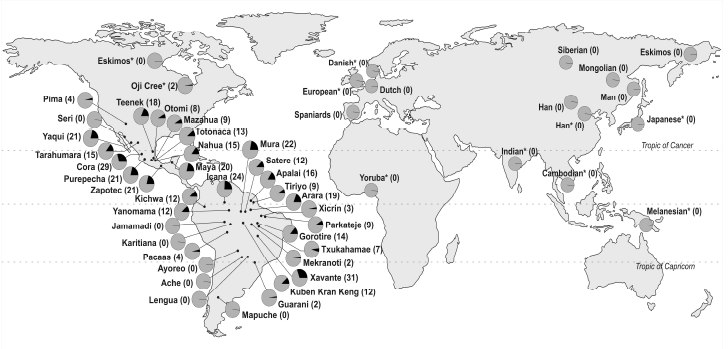 Eskimos* (0)
Oji Cree* (2)
Pima (4)
Teenek (18)
Otomi (8)
Seri (0)
Mazahua (9)
Totonaca (13)
Yaqui (21)
Nahua (15)
Mura (22)
Tarahumara (15)
Satere (12)
Cora (29)
Maya (20)
Apalai (16)
Purepecha (21)
Icana (24)
Zapotec (21)
Tiriyo (9)
Kichwa (12)
Arara (19)
Yanomama (12)
Xicrin (3)
Jamamadi (0)
Parkateje (9)
Karitiana (0)
Gorotire (14)
Pacaas (4)
Txukahamae (7)
Ayoreo (0)
Mekranoti (2)
Ache (0)
Xavante (31)
Lengua (0)
Kuben Kran Keng (12)
Guarani (2)
Mapuche (0)
Danish* (0)
European* (0)
Dutch (0)
Spaniards (0)
Yoruba* (0)
Siberian (0)
Eskimos (0)
Mongolian (0)
Man (0)
Han (0)
Han* (0)
Japanese* (0)
Tropic of Cancer
Indian* (0)
Cambodian* (0)
Melanesian* (0)
Tropic of Capricorn